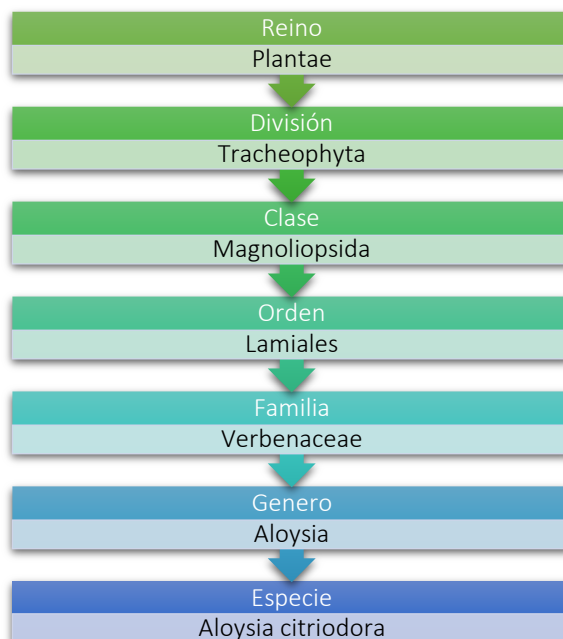 Reino
Plantae
División
Tracheophyta
Clase
Magnoliopsida
Orden
Lamiales
Familia
Verbenaceae
Genero
Aloysia
Especie
Aloysia citriodora